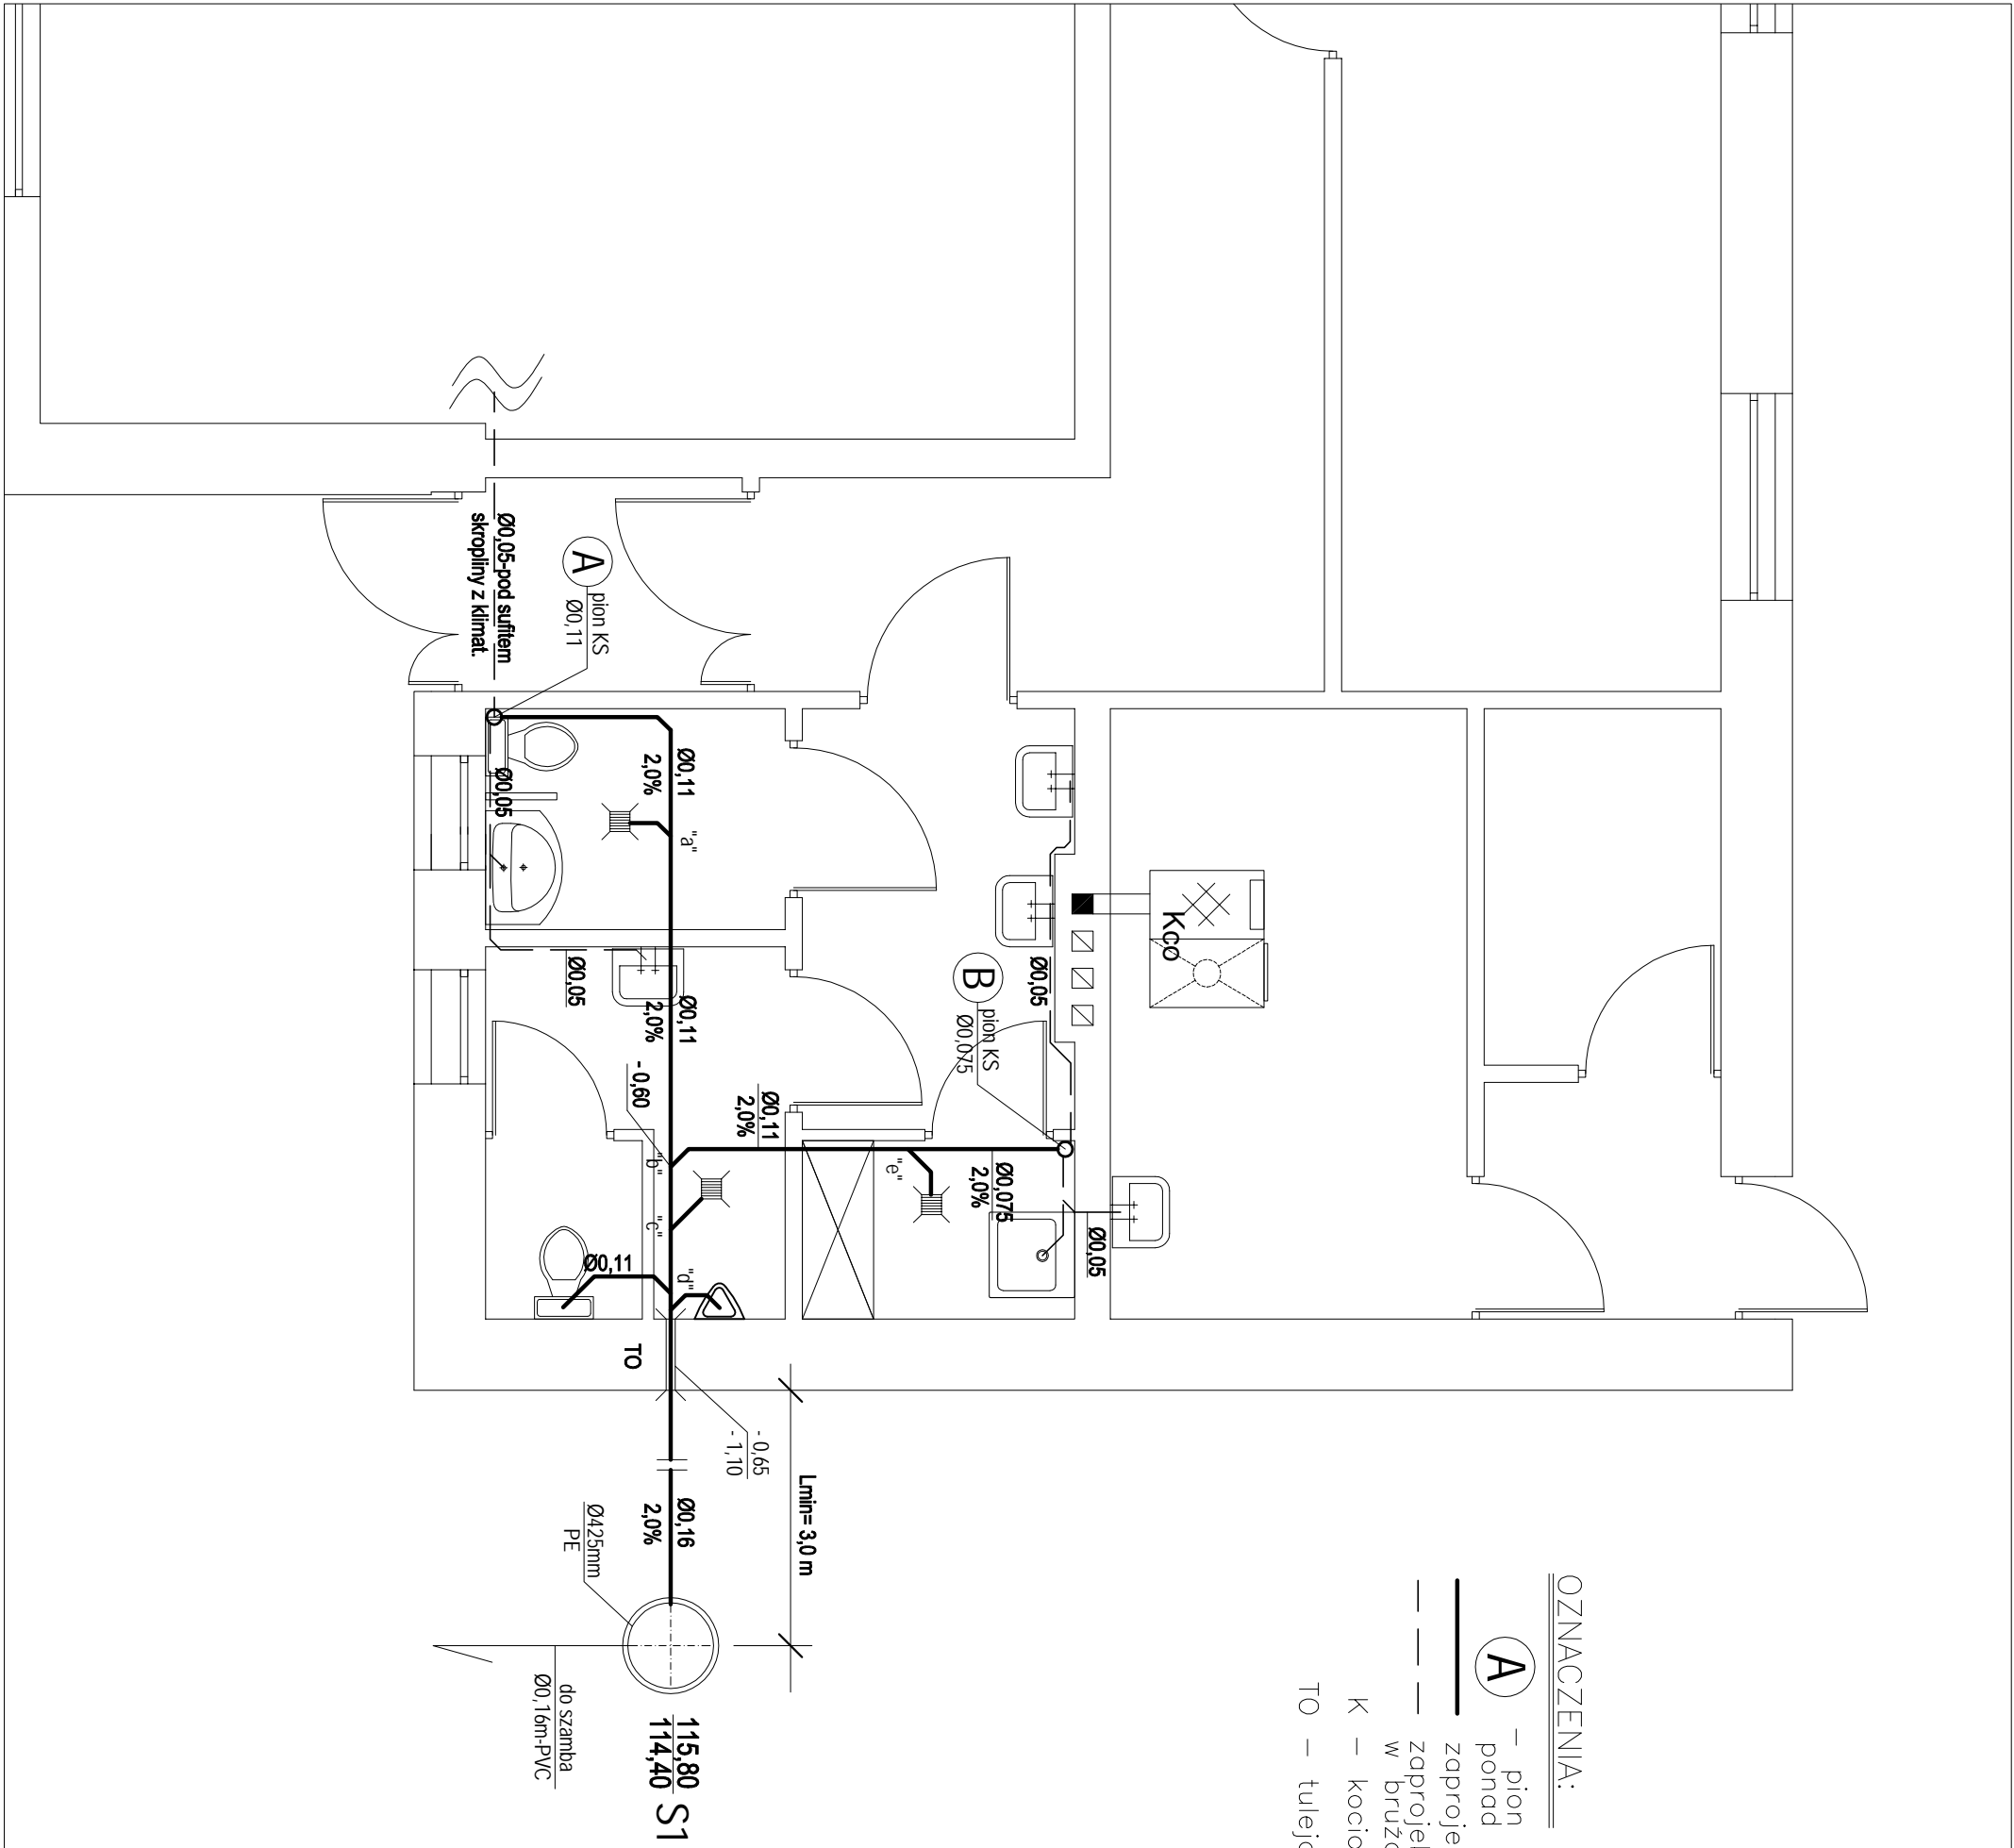 Ø0,05-pod sufitem
skropliny z klimat.
A
pion KS
Ø0,11
Ø0,05
Ø0,11
2,0%
"a"
Ø0,05
Ø0,11
2,0%
- 0,60
Ø0,11
2,0%
"b"
"c"
"d"
"e"
Ø0,11
B
pion KS
Ø0,075
Ø0,05
Kco
Ø0,075
2,0%
Ø0,05
TO
- 0,65
- 1,10
Lmin= 3,0 m
Ø0,16
2,0%
Ø425mm
PE
do szamba
Ø0,16m-PVC
115,80
114,40 S1
OZNACZENIA:
A – pion
ponad
zaproje
zaproje
w bruźd
K – kocio
TO – tulej